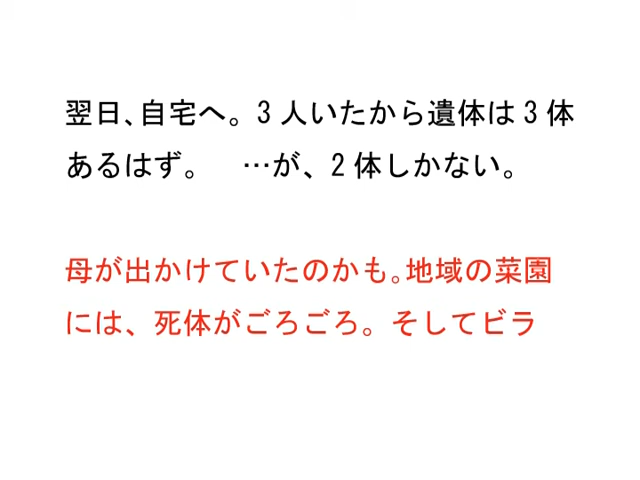 翌日、自宅へ。3人いたから遺体は3体
あるはず。　…が、2体しかない。
母が出かけていたのかも。地域の菜園
には、死体がごろごろ。そしてビラ